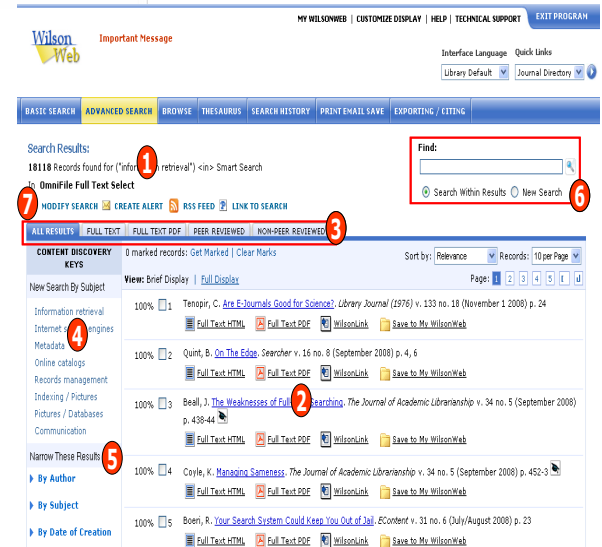 MY WILSONWEB | CUSTOMIZE DISPLAY | HELP | TECHNICAL SUPPORT EXIT PROGRAM
Wilson
Web
Important Message
Interface Language Quick Links
Library Default Journal Directory
BASIC SEARCH ADVANCED SEARCH BROWSE THESAURUS SEARCH HISTORY PRINT EMAIL SAVE EXPORTING / CITING
Search Results:
18118 Records found for ("infor 1 retrieval") <in> Smart Search
In OmniFile Full Text Select
Find:
Search Within Results New Search 6
7 MODIFY SEARCH CREATE ALERT RSS FEED LINK TO SEARCH
ALL RESULTS FULL TEXT FULL TEXT PDF PEER REVIEWED NON-PEER REVIEWED 3
CONTENT DISCOVERY KEYS
0 marked records: Get Marked | Clear Marks
Sort by: Relevance Records: 10 per Page
View: Brief Display | Full Display
Page: 1 2 3 4 5
New Search By Subject
Information retrieval
Internet s engines
Metadata 4
Online catalogs
Records management
Indexing / Pictures
Pictures / Databases
Communication
Narrow These Results 5
By Author
By Subject
By Date of Creation
100% 1 Tenopir, C. Are E-Journals Good for Science?. Library Journal (1976) v. 133 no. 18 (November 1 2008) p. 24
Full Text HTML Full Text PDF WilsonLink Save to My WilsonWeb
100% 2 Quint, B. On The Edge. Searcher v. 16 no. 8 (September 2008) p. 4, 6
Full Text HTML Full Text PDF WilsonLink Save to My WilsonWeb
100% 3 Beall, J. The Weaknesses of Full 2 Searching. The Journal of Academic Librarianship v. 34 no. 5 (September 2008)
p. 438-44
Full Text HTML Full Text PDF WilsonLink Save to My WilsonWeb
100% 4 Coyle, K. Managing Sameness. The Journal of Academic Librarianship v. 34 no. 5 (September 2008) p. 452-3
Full Text HTML Full Text PDF WilsonLink Save to My WilsonWeb
100% 5 Boeri, R. Your Search System Could Keep You Out of Jail. EContent v. 31 no. 6 (July/August 2008) p. 23
Full Text HTML Full Text PDF WilsonLink Save to My WilsonWeb